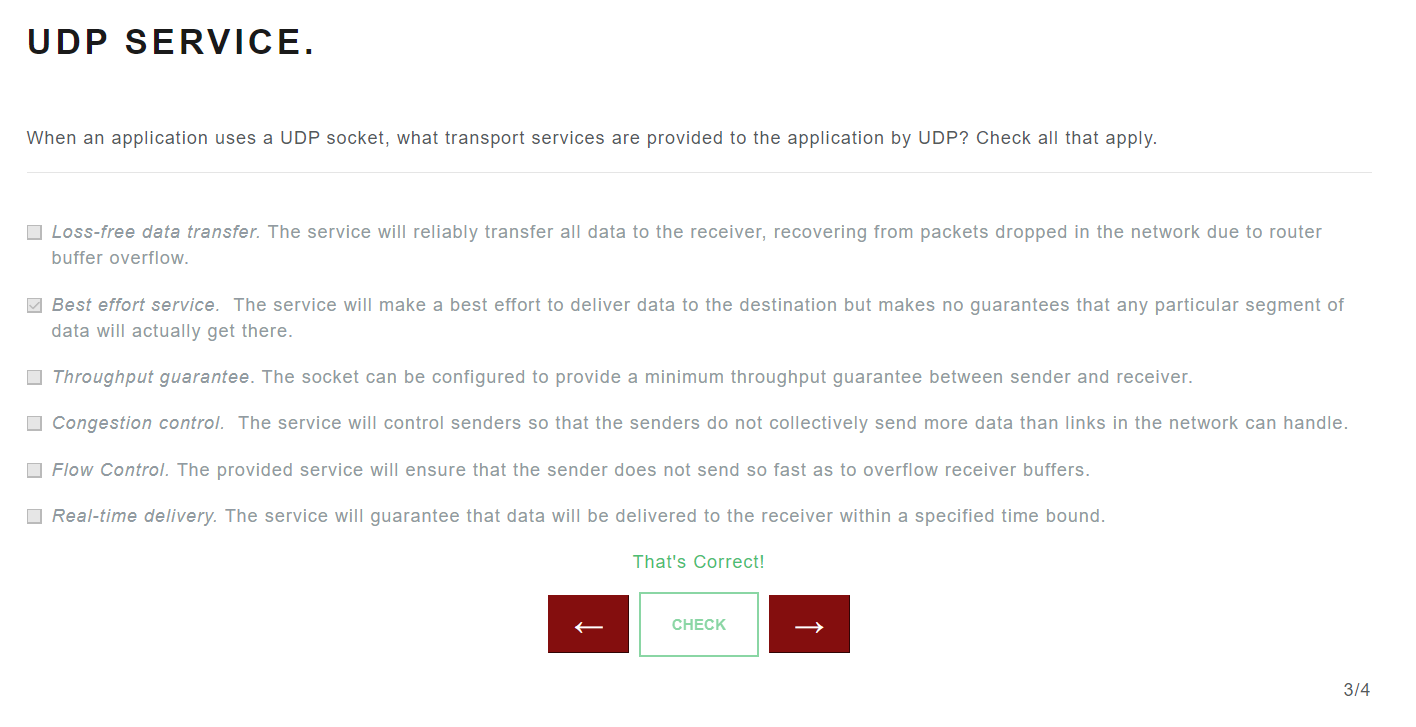 UDP SERVICE.
When an application uses a UDP socket, what transport services are provided to the application by UDP? Check all that apply.
Loss-free data transfer. The service will reliably transfer all data to the receiver, recovering from packets dropped in the network due to router
buffer overflow.
Best effort service.  The service will make a best effort to deliver data to the destination but makes no guarantees that any particular segment of
data will actually get there.
Throughput guarantee. The socket can be configured to provide a minimum throughput guarantee between sender and receiver.
Congestion control.  The service will control senders so that the senders do not collectively send more data than links in the network can handle.
Flow Control. The provided service will ensure that the sender does not send so fast as to overflow receiver buffers.
Real-time delivery. The service will guarantee that data will be delivered to the receiver within a specified time bound.
That's Correct!
← CHECK →
3/4